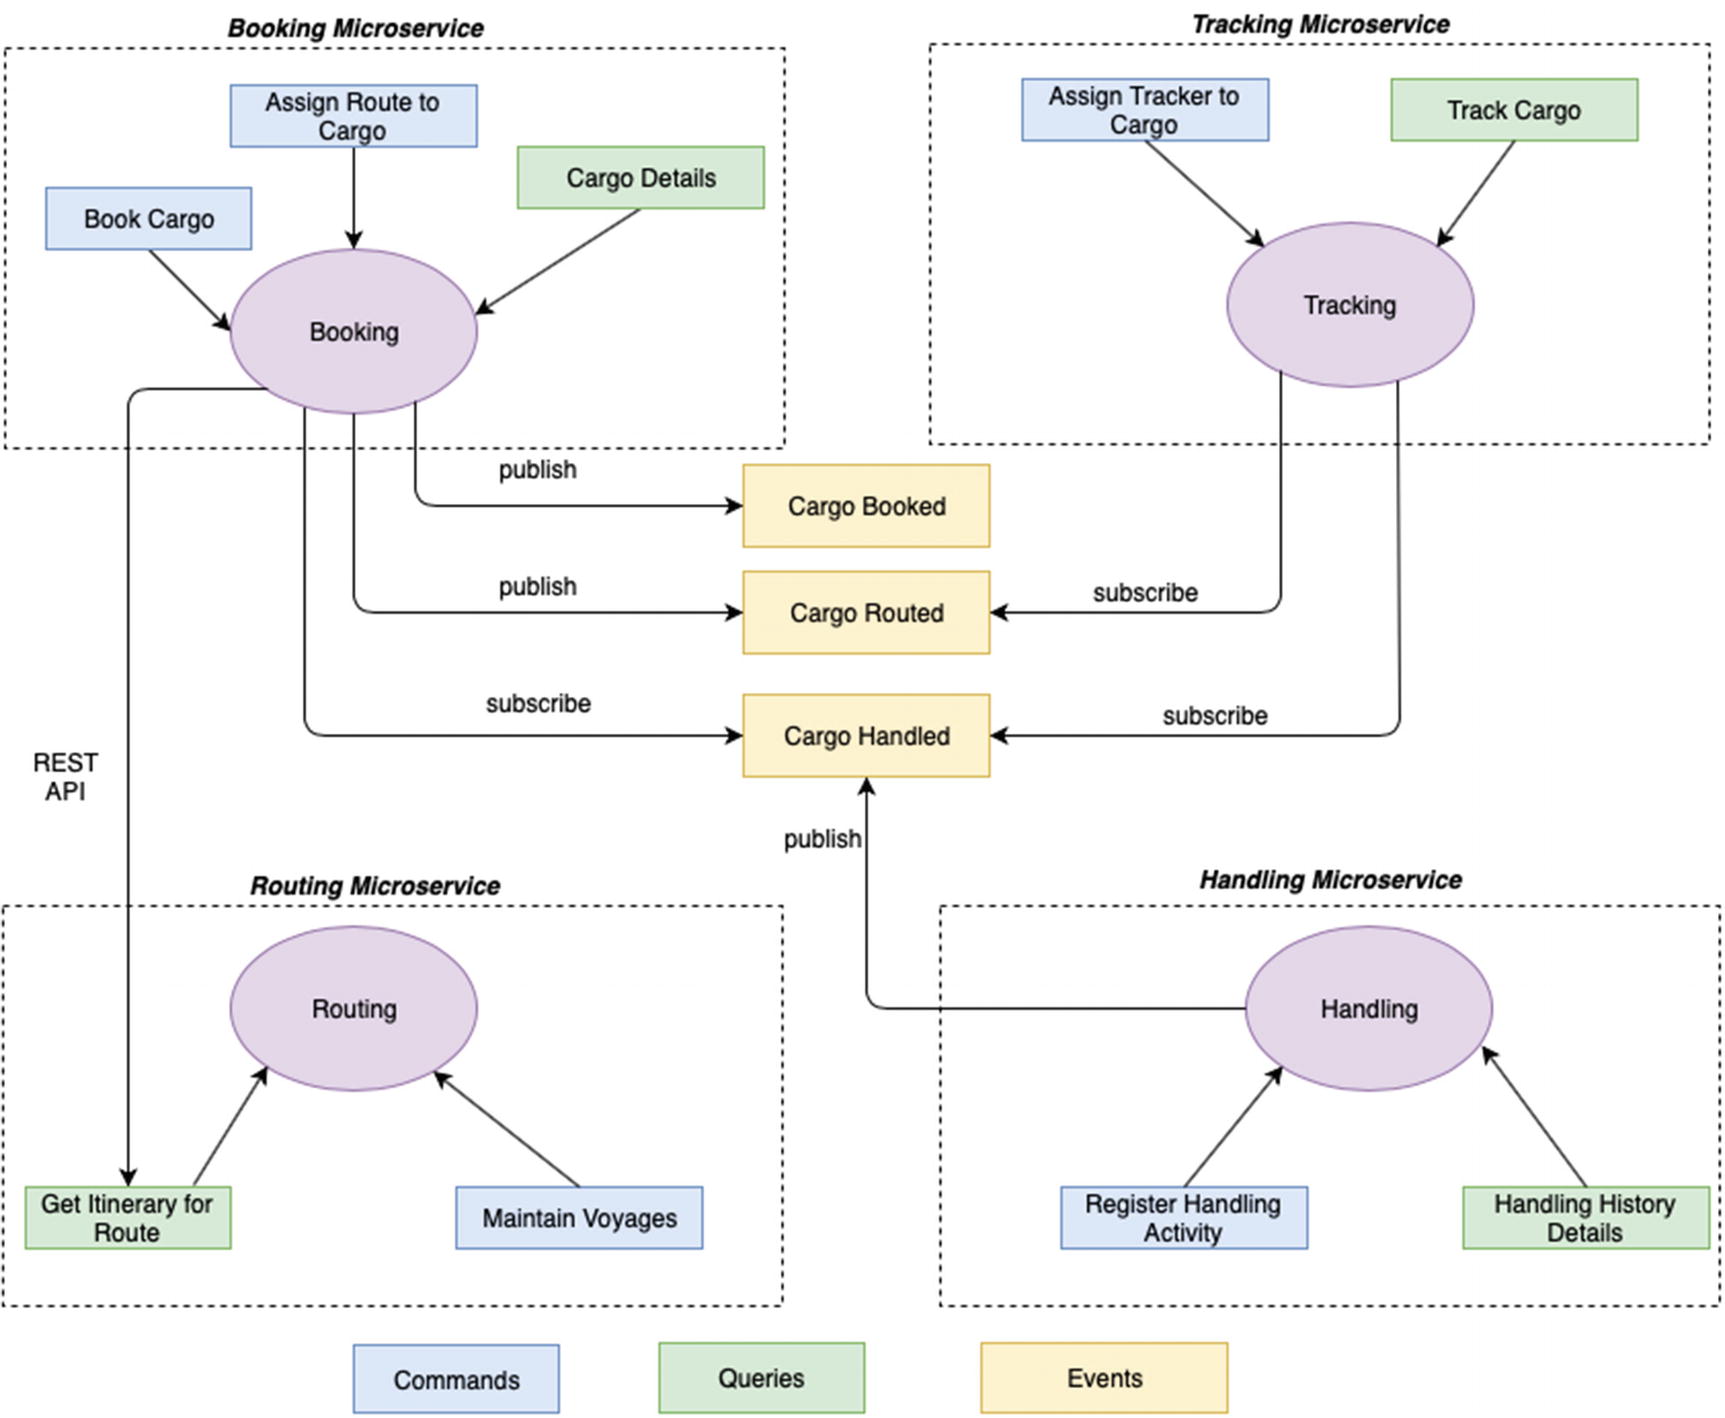 Booking Microservice
Tracking Microservice
Assign Route to
Cargo
Assign Tracker to
Cargo
Track Cargo
Cargo Details
Book Cargo
Booking
Tracking
publish
Cargo Booked
publish
Cargo Routed
subscribe
subscribe
Cargo Handled
subscribe
REST
API
publish
Routing Microservice
Handling Microservice
Routing
Handling
Get Itinerary for
Route
Maintain Voyages
Register Handling
Activity
Handling History
Details
Commands
Queries
Events